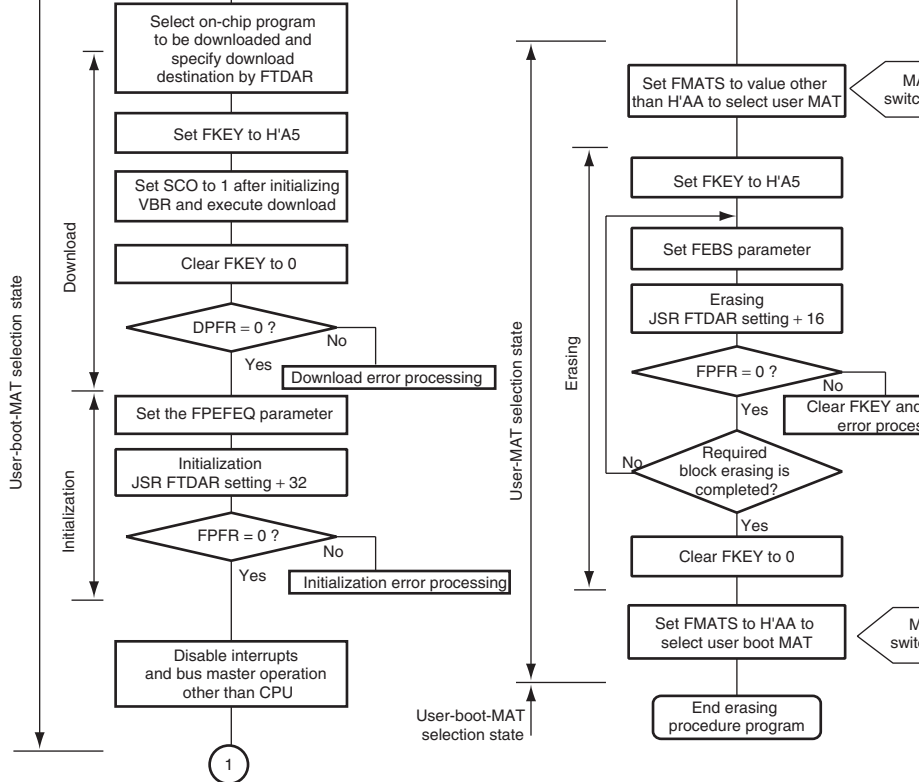 Select on-chip program
to be downloaded and
specify download
destination by FTDAR
Set FKEY to H'A5
Set SCO to 1 after initializing
VBR and execute download
Clear FKEY to 0
DPFR = 0 ?
No
Yes
Download error processing
Set the FPEFEQ parameter
Initialization
JSR FTDAR setting + 32
FPFR = 0 ?
No
Yes
Initialization error processing
Disable interrupts
and bus master operation
other than CPU
1
User-boot-MAT selection state
Download
Initialization
Set FMATS to value other
than H'AA to select user MAT
Set FKEY to H'A5
Set FEBS parameter
Erasing
JSR FTDAR setting + 16
FPFR = 0 ?
No
Yes
Clear FKEY and
error
Required
block erasing is
completed?
No
Yes
Clear FKEY to 0
Set FMATS to H'AA to
select user boot MAT
End erasing
procedure program
User-MAT selection state
Erasing
User-boot-MAT
selection state